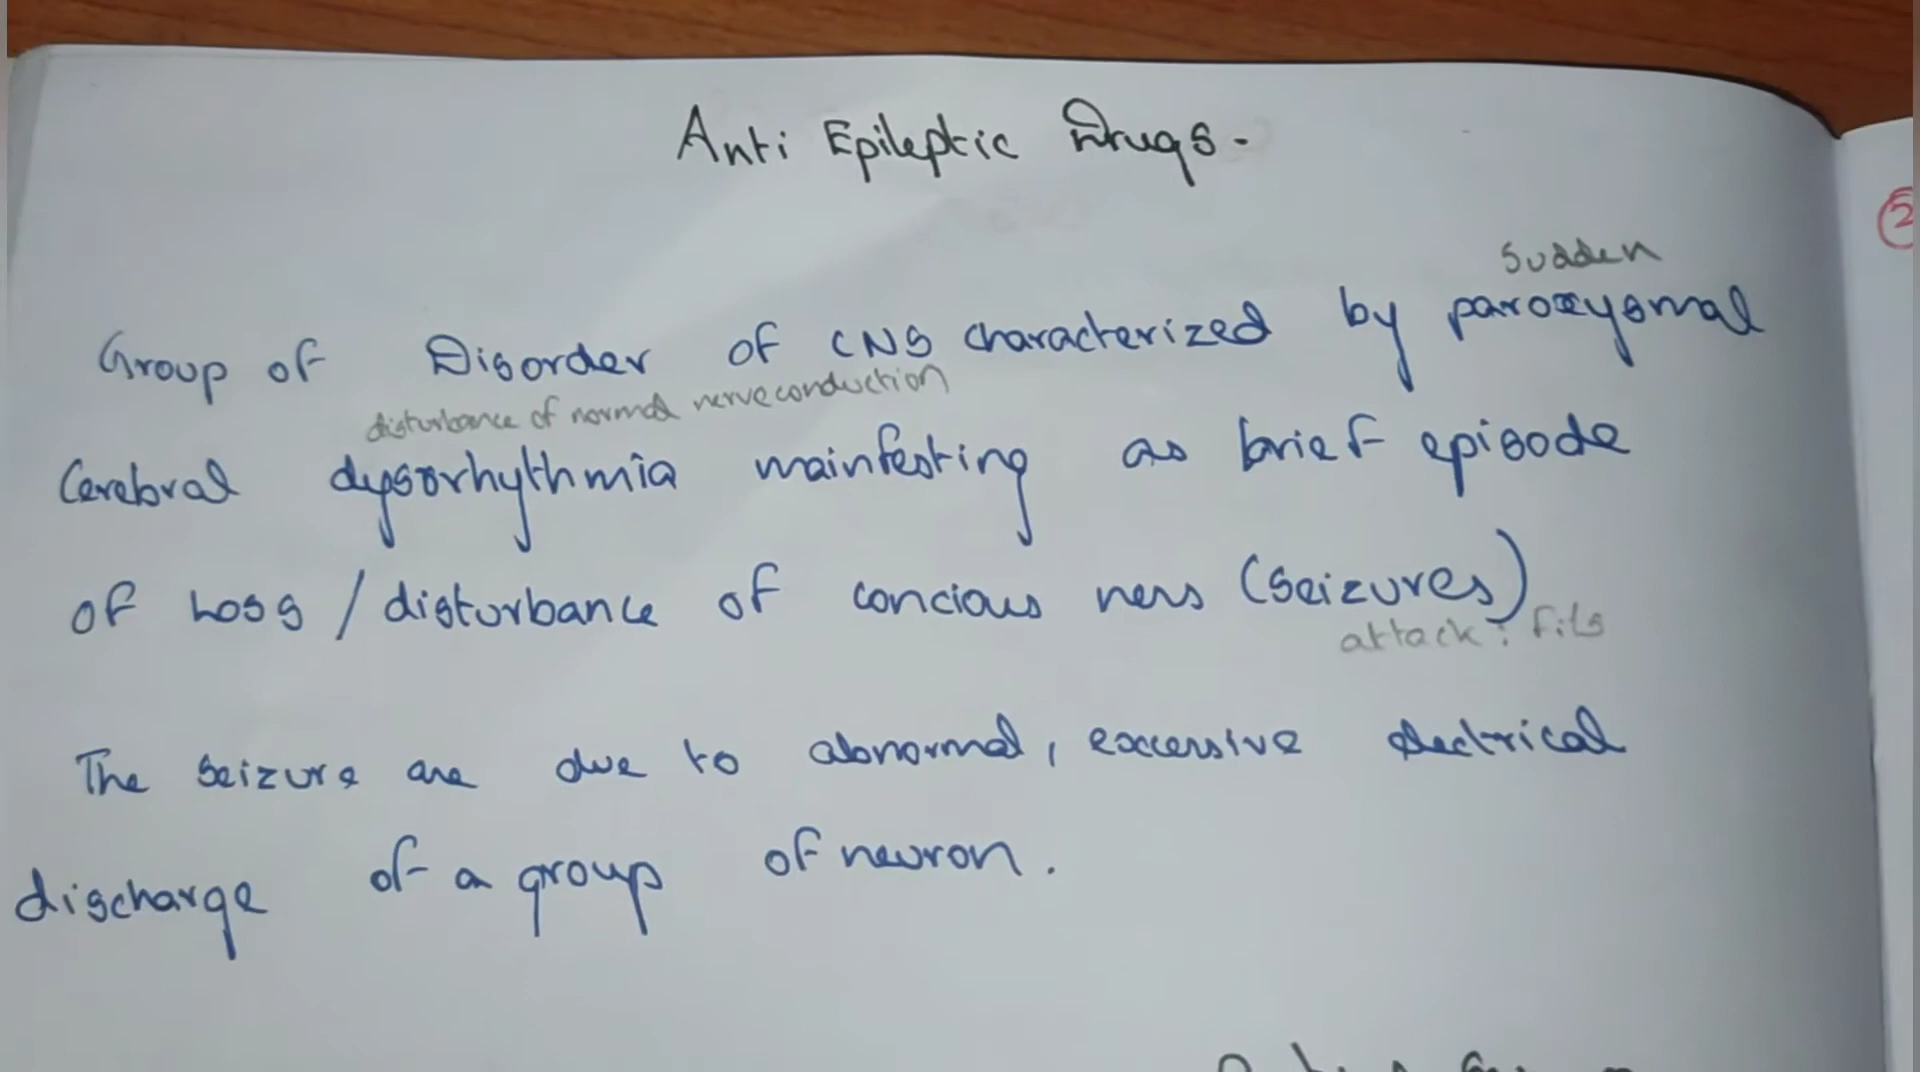 Anti Epileptic Drugs.
2
sudden
Group of Disorder of CNS characterized by paroxysmal
disturbance of normal nerve conduction
Cerebral dysorhythmia mainfesting as brief episode
of Loss / disturbance of concious ness (seizures)
attack : fits
The seizure are due to abnormal, excessive electrical
discharge of a group of neuron.